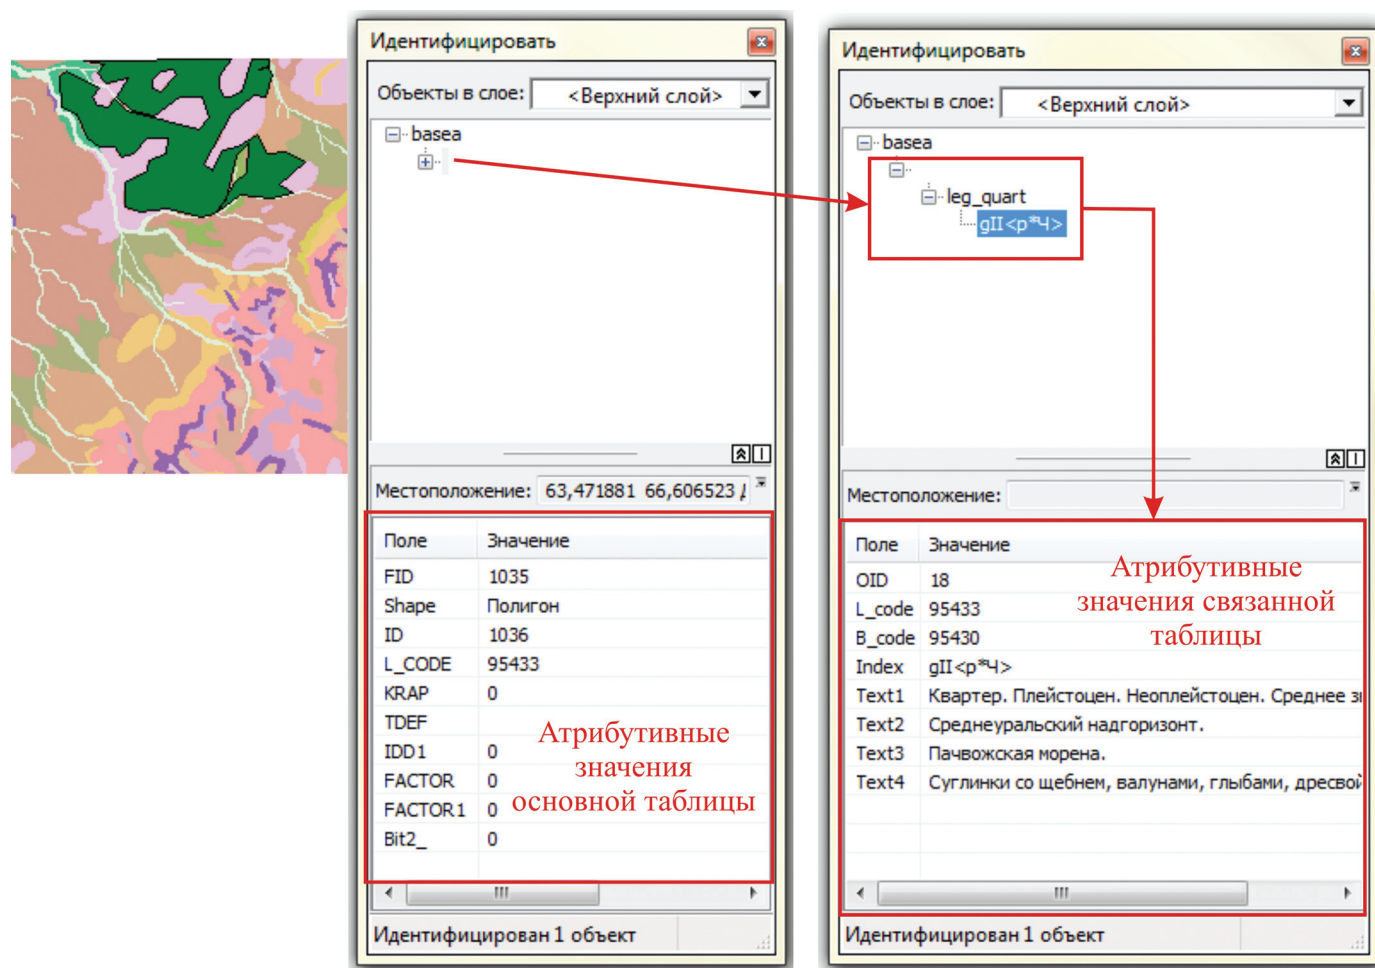 Идентифицировать
Объекты в слое: <Верхний слой>
basea
Местоположение: 63,471881 66,606523
Поле Значение
FID 1035
Shape Полигон
ID 1036
L_CODE 95433
KRAP 0
TDEF
IDD1 0
FACTOR 0
FACTOR1 0
Bit2_ 0
Атрибутивные
значения
основной таблицы
Идентифицирован 1 объект
Идентифицировать
Объекты в слое: <Верхний слой>
basea
leg_quart
gII<p*Ч>
Местоположение:
Поле Значение
OID 18
L_code 95433
B_code 95430
Index gII<p*Ч>
Text1 Квартер. Плейстоцен. Неоплейстоцен. Среднее
Text2 Среднеуральский надгоризонт.
Text3 Пачвожская морена.
Text4 Суглинки со щебнем, валунами, глыбами, дресвой
Атрибутивные
значения связанной
таблицы
Идентифицирован 1 объект